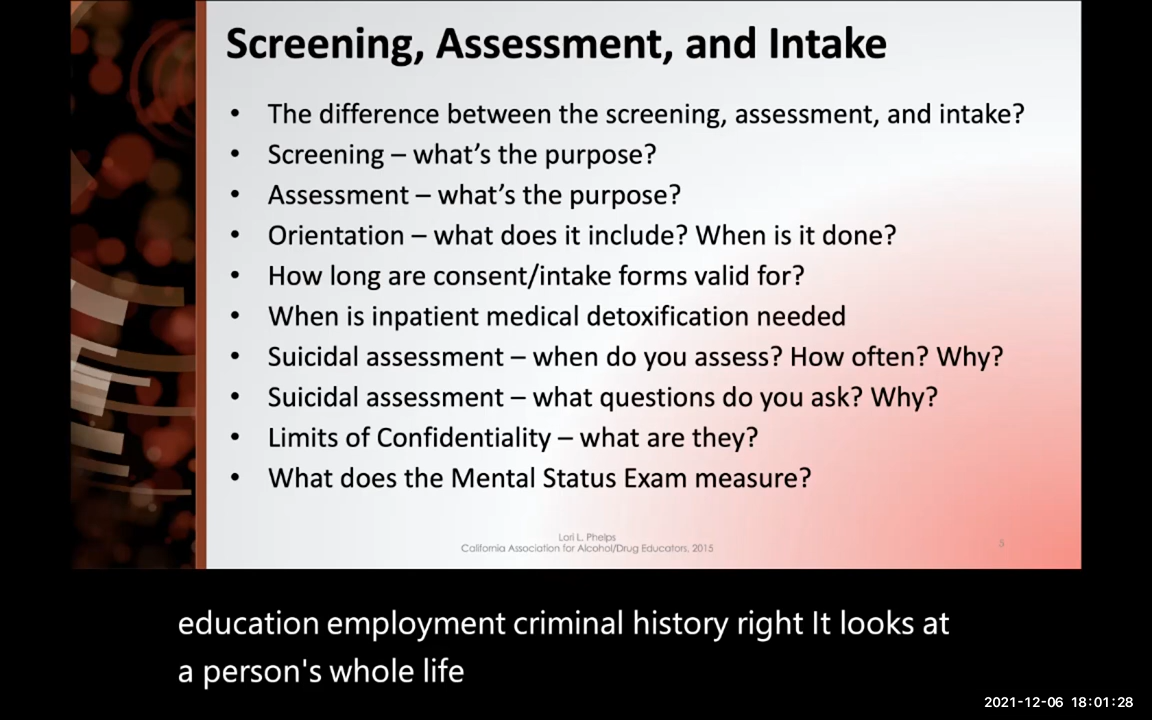 Screening, Assessment, and Intake
• The difference between the screening, assessment, and intake?
• Screening – what's the purpose?
• Assessment – what's the purpose?
• Orientation – what does it include? When is it done?
• How long are consent/intake forms valid for?
• When is inpatient medical detoxification needed
• Suicidal assessment – when do you assess? How often? Why?
• Suicidal assessment – what questions do you ask? Why?
• Limits of Confidentiality – what are they?
• What does the Mental Status Exam measure?
Lori L. Phelps
California Association for Alcohol/Drug Educators, 2015
5
education employment criminal history right It looks at
a person's whole life
2021-12-06 18:01:28